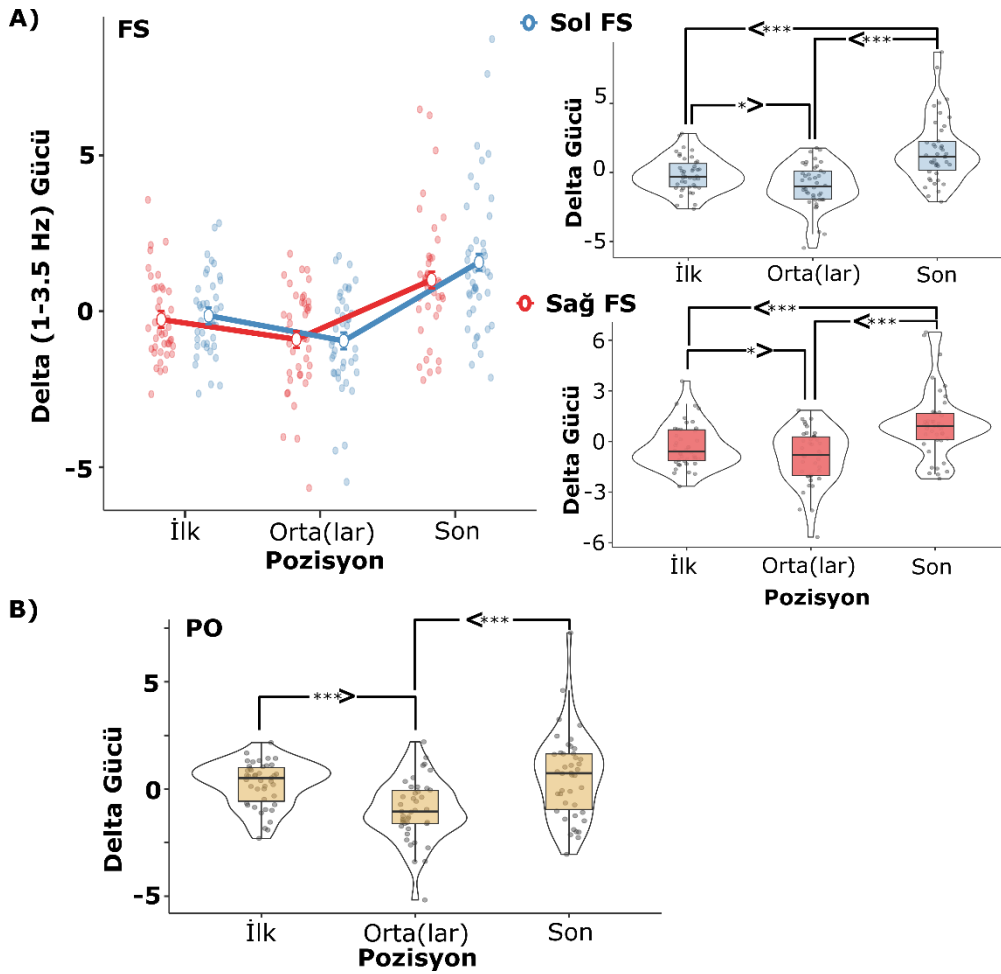 A)
FS
Delta (1-3.5 Hz) Gücü
5
0
-5
İlk
Orta(lar)
Son
Pozisyon
Sol FS
<***
<***
*>
Delta Gücü
5
0
-5
İlk
Orta(lar)
Son
Sağ FS
<***
<***
*>
Delta Gücü
6
3
0
-3
-6
İlk
Orta(lar)
Son
Pozisyon
B)
PO
<***
***>
Delta Gücü
5
0
-5
İlk
Orta(lar)
Son
Pozisyon